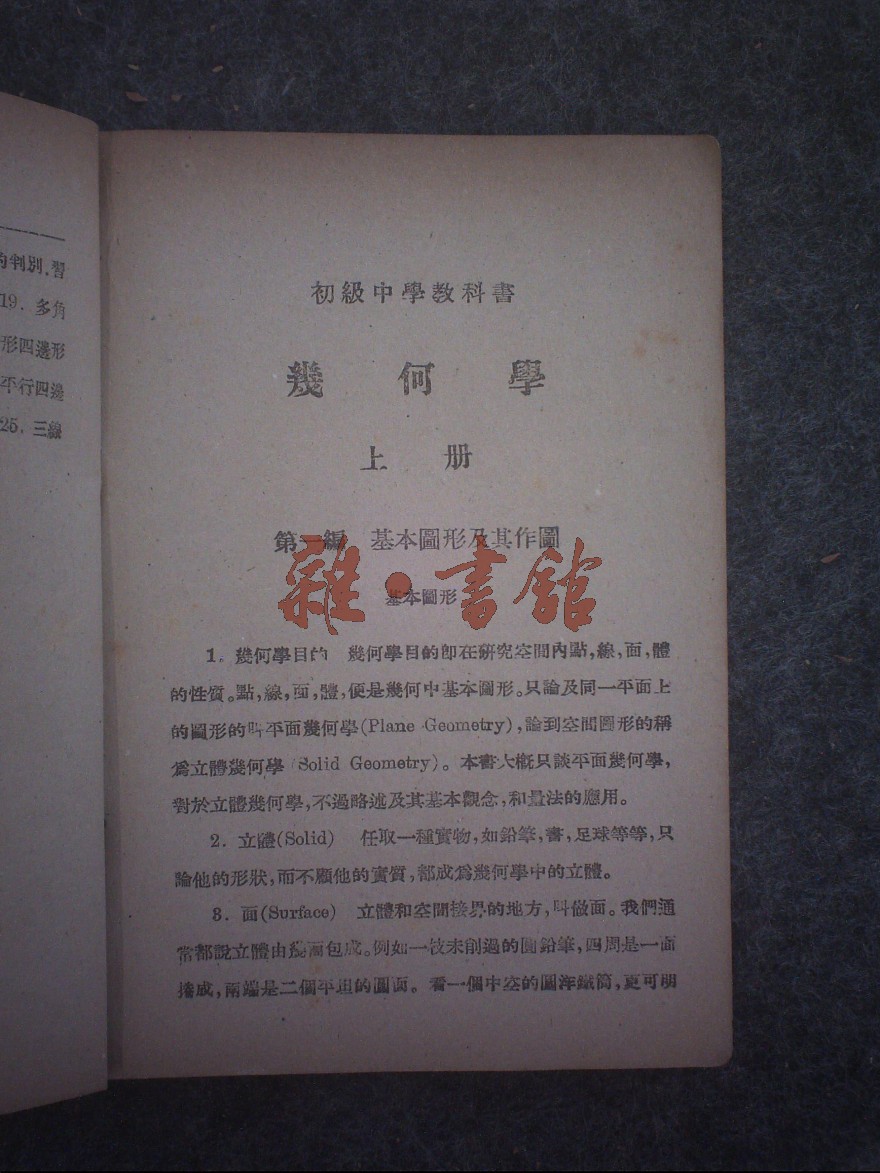 的判別.習
19. 多角
形四邊形
平行四邊
25. 三線
初級中學教科書
幾何學
上册
第一編 基本圖形及其作圖
雜·書館
基本圖形
1. 幾何學目的 幾何學目的卽在硏究空間內點,線,面,體
的性質。點,線,面,體,便是幾何中基本圖形。只論及同一平面上
的圖形的叫平面幾何學(Plane Geometry),論到空間圖形的稱
爲立體幾何學(Solid Geometry)。本書大槪只談平面幾何學,
對於立體幾何學,不過略述及其基本觀念,和量法的應用。
2. 立體(Solid) 任取一種實物,如鉛筆,書,足球等等,只
論他的形狀,而不顧他的實質,都成爲幾何學中的立體。
3. 面(Surface) 立體和空間接界的地方,叫做面。我們通
常都說立體由幾面包成。例如一枝未削過的圓鉛筆,四周是一面
捲成,兩端是二個平坦的圓面。看一個中空的圓洋鐵筒,更可明